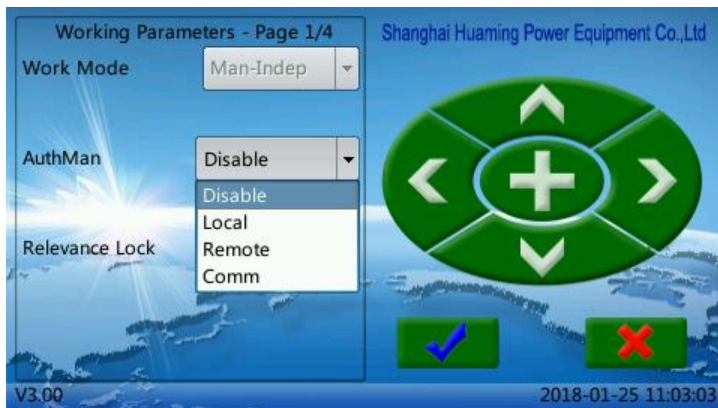 Working Parameters - Page 1/4
Shanghai Huaming Power Equipment Co.,Ltd
Work Mode
Man-Indep
AuthMan
Disable
Disable
Local
Relevance Lock
Remote
Comm
V3.00
2018-01-25 11:03:03